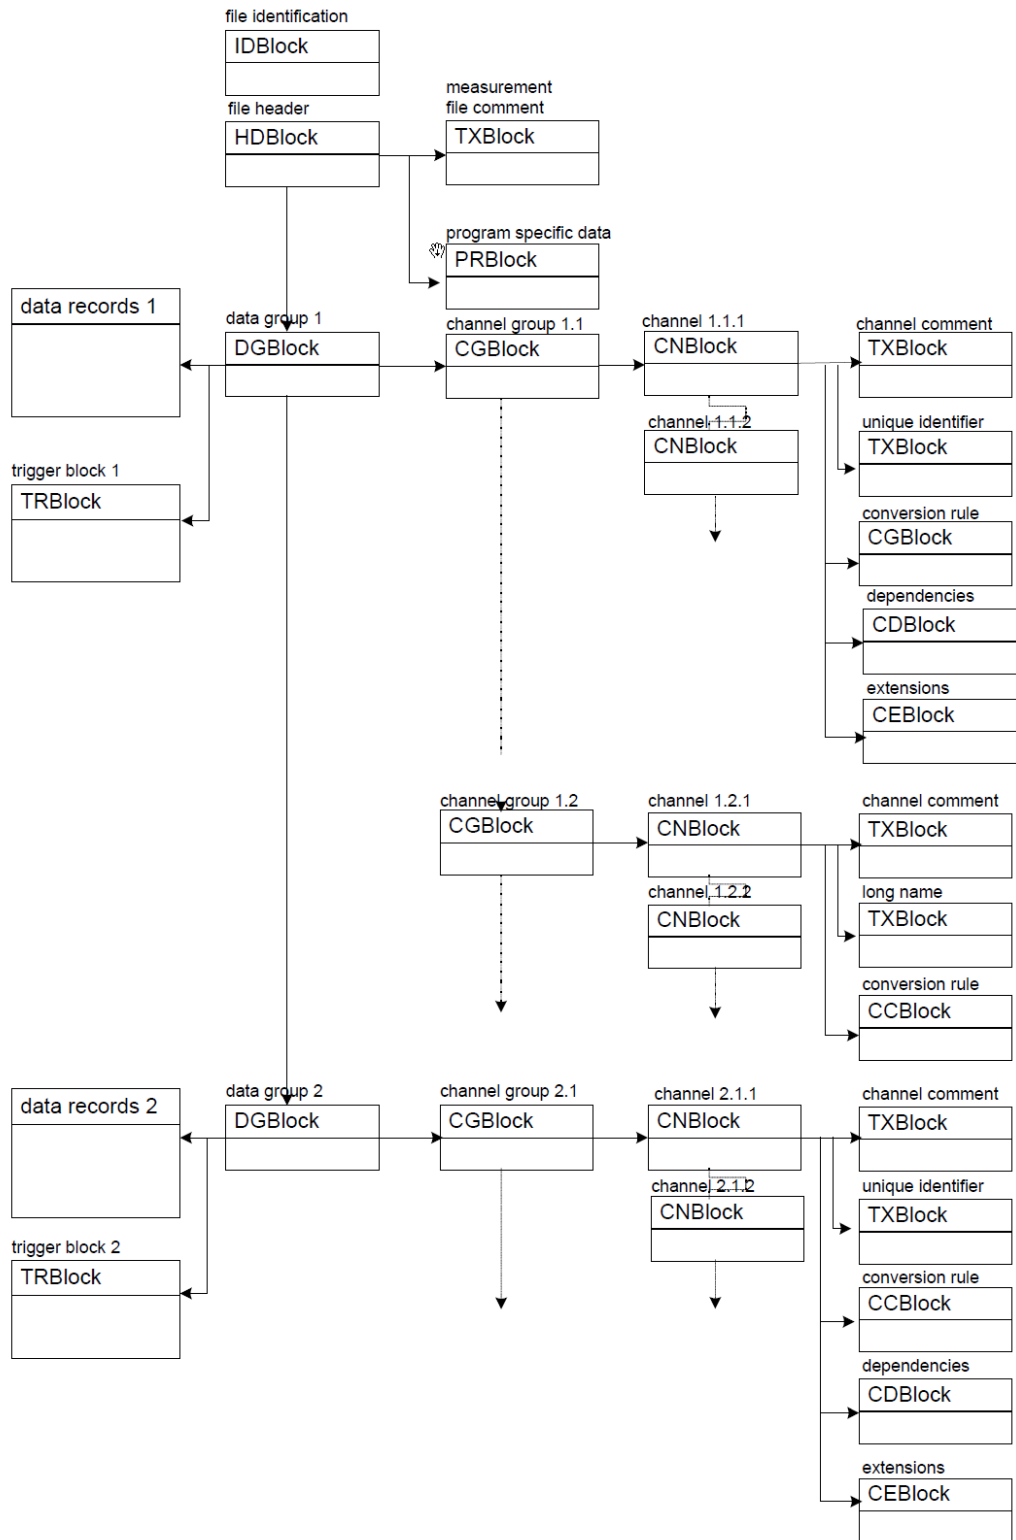 file identification
IDBlock
file header
HDBlock
measurement
file comment
TXBlock
program specific data
PRBlock
data records 1
data group 1
DGBlock
channel group 1.1
CGBlock
channel 1.1.1
CNBlock
channel comment
TXBlock
channel 1.1.2
CNBlock
unique identifier
TXBlock
trigger block 1
TRBlock
conversion rule
CGBlock
dependencies
CDBlock
extensions
CEBlock
channel group 1.2
CGBlock
channel 1.2.1
CNBlock
channel comment
TXBlock
channel 1.2.2
CNBlock
long name
TXBlock
conversion rule
CCBlock
data records 2
data group 2
DGBlock
channel group 2.1
CGBlock
channel 2.1.1
CNBlock
channel comment
TXBlock
channel 2.1.2
CNBlock
unique identifier
TXBlock
trigger block 2
TRBlock
conversion rule
CCBlock
dependencies
CDBlock
extensions
CEBlock